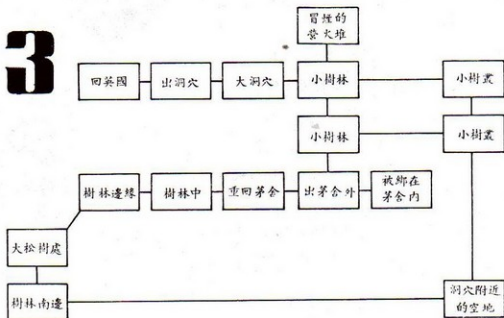 3
冒煙的
營火堆
回英國
出洞穴
大洞穴
小樹林
小樹叢
小樹林
小樹叢
樹林邊緣
樹林中
重回茅舍
出茅舍外
被綁在
茅舍內
大松樹處
樹林南邊
洞穴附近
的空地